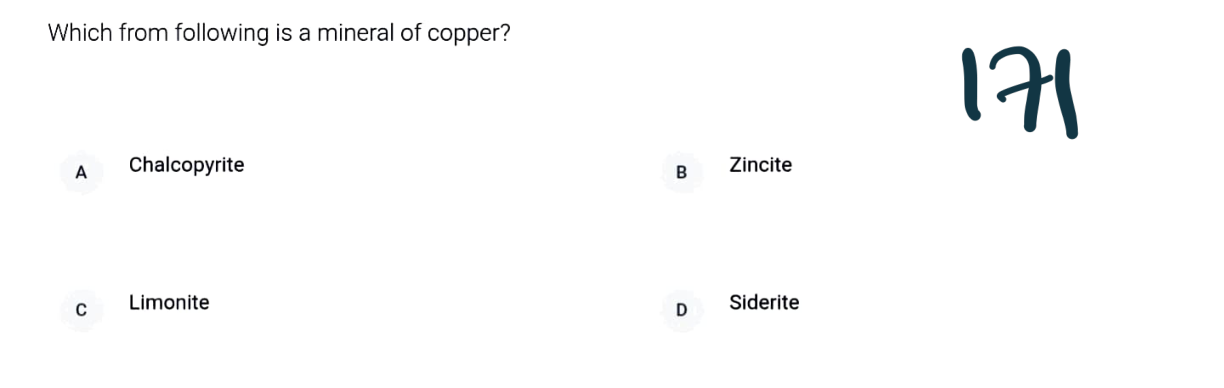 Which from following is a mineral of copper?
171
A Chalcopyrite
B Zincite
C Limonite
D Siderite